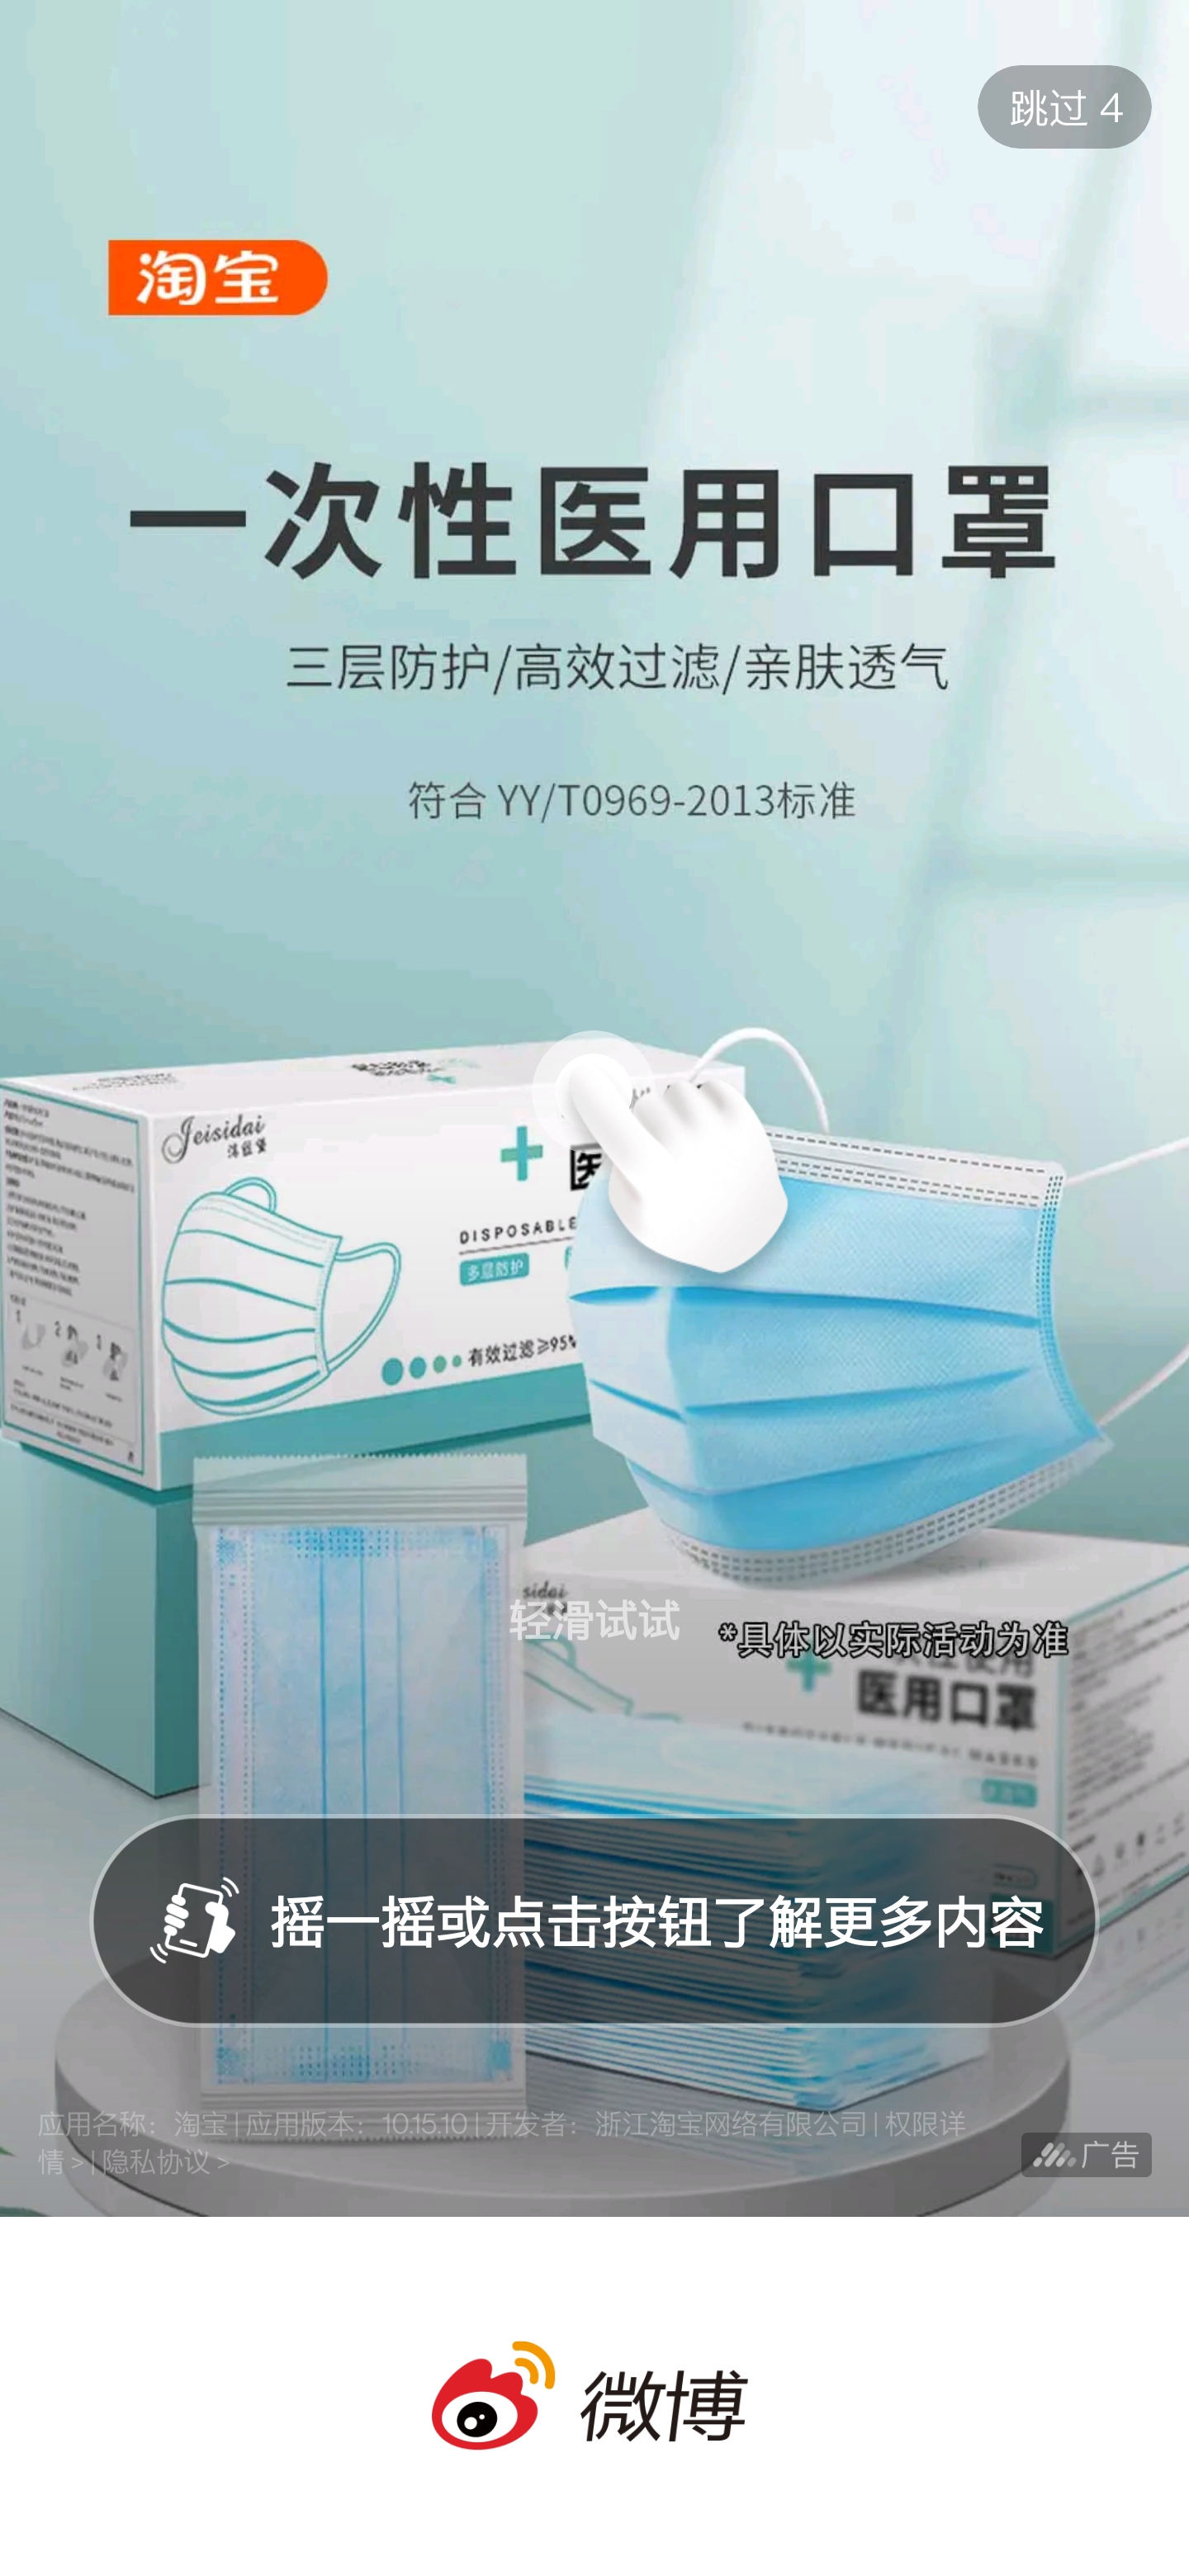 跳过 4
淘宝
一次性医用口罩
三层防护/高效过滤/亲肤透气
符合 YY/T0969-2013标准
Jeisidai
医
DISPOSABLE
多层防护
有效过滤≥95%
sidai
轻滑试试
*具体以实际活动为准
医用口罩
摇一摇或点击按钮了解更多内容
应用名称：淘宝 | 应用版本：10.15.10 | 开发者：浙江淘宝网络有限公司 | 权限详
情 > | 隐私协议 >
广告
微博